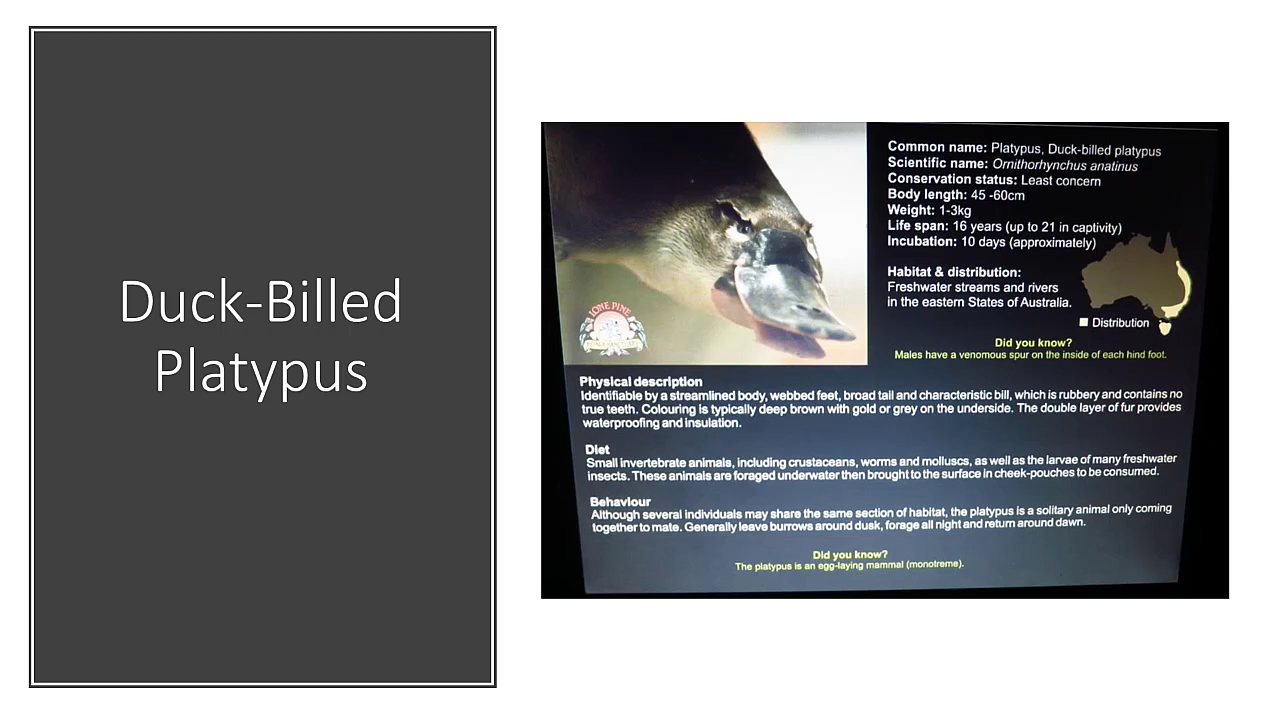 Duck-Billed
Platypus
Common name: Platypus, Duck-billed platypus
Scientific name: Ornithorhynchus anatinus
Conservation status: Least concern
Body length: 45 -60cm
Weight: 1-3kg
Life span: 16 years (up to 21 in captivity)
Incubation: 10 days (approximately)
Habitat & distribution:
Freshwater streams and rivers
in the eastern States of Australia.
Distribution
Did you know?
Males have a venomous spur on the inside of each hind foot.
LONE PINE
Physical description
Identifiable by a streamlined body, webbed feet, broad tail and characteristic bill, which is rubbery and contains no
true teeth. Colouring is typically deep brown with gold or grey on the underside. The double layer of fur provides
waterproofing and insulation.
Diet
Small invertebrate animals, including crustaceans, worms and molluscs, as well as the larvae of many freshwater
insects. These animals are foraged underwater then brought to the surface in cheek-pouches to be consumed.
Behaviour
Although several individuals may share the same section of habitat, the platypus is a solitary animal only coming
together to mate. Generally leave burrows around dusk, forage all night and return around dawn.
Did you know?
The platypus is an egg-laying mammal (monotreme).